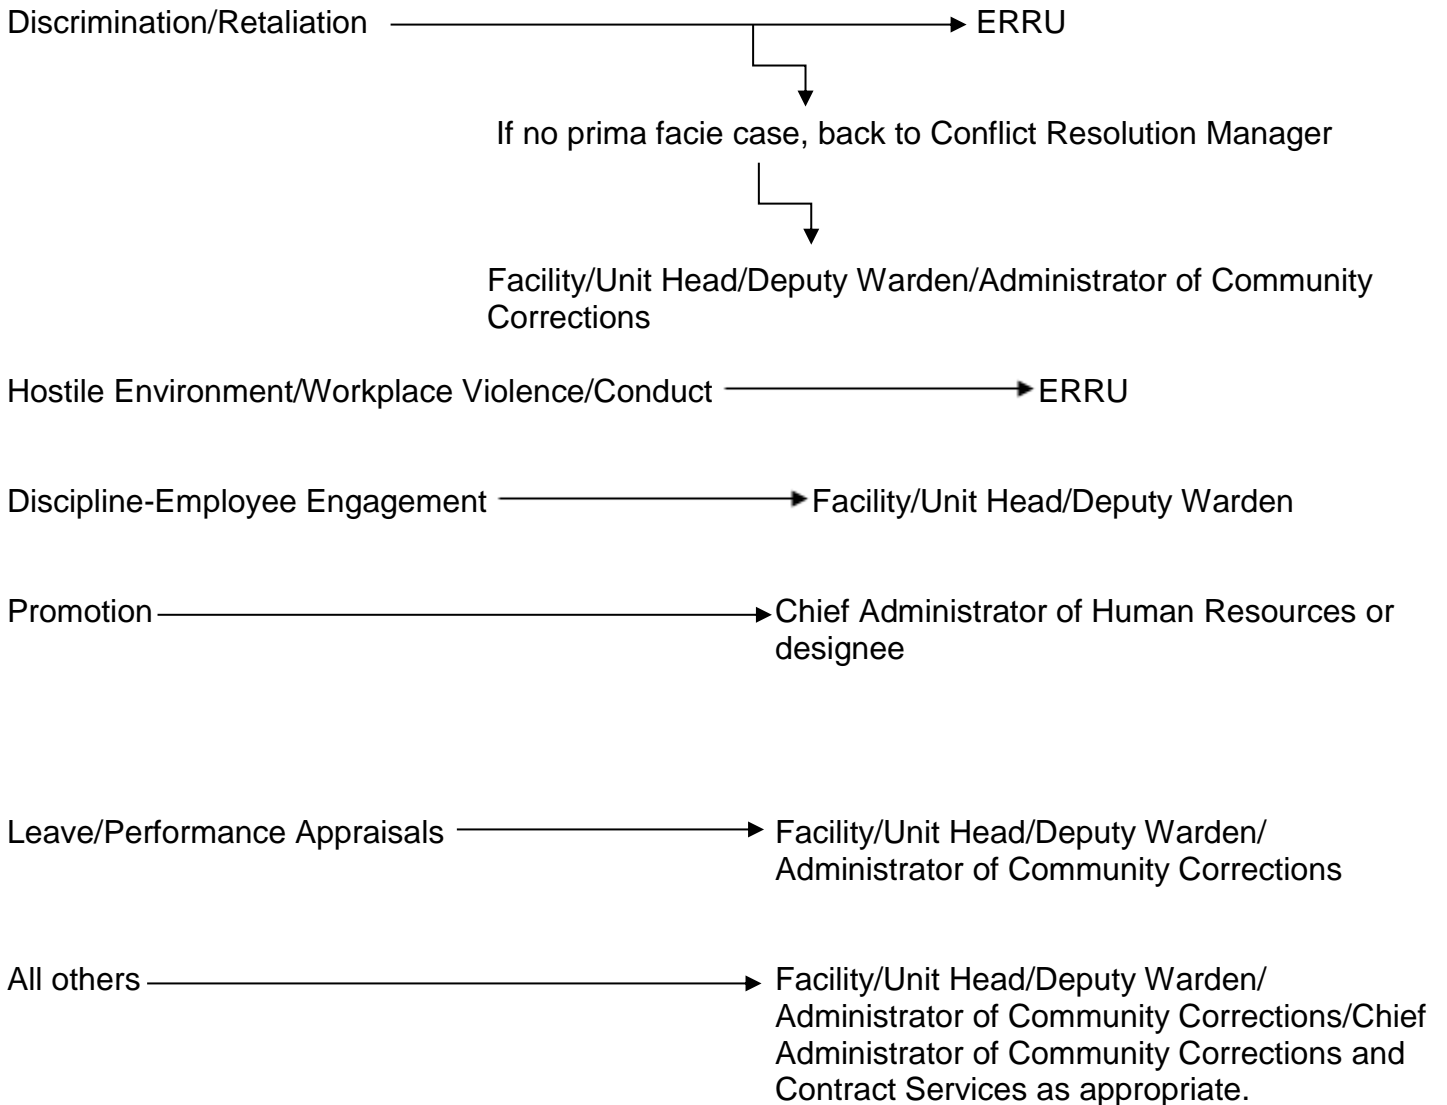 Discrimination/Retaliation ERRU
If no prima facie case, back to Conflict Resolution Manager
Facility/Unit Head/Deputy Warden/Administrator of Community
Corrections
Hostile Environment/Workplace Violence/Conduct ERRU
Discipline-Employee Engagement Facility/Unit Head/Deputy Warden
Promotion Chief Administrator of Human Resources or
designee
Leave/Performance Appraisals Facility/Unit Head/Deputy Warden/
Administrator of Community Corrections
All others Facility/Unit Head/Deputy Warden/
Administrator of Community Corrections/Chief
Administrator of Community Corrections and
Contract Services as appropriate.